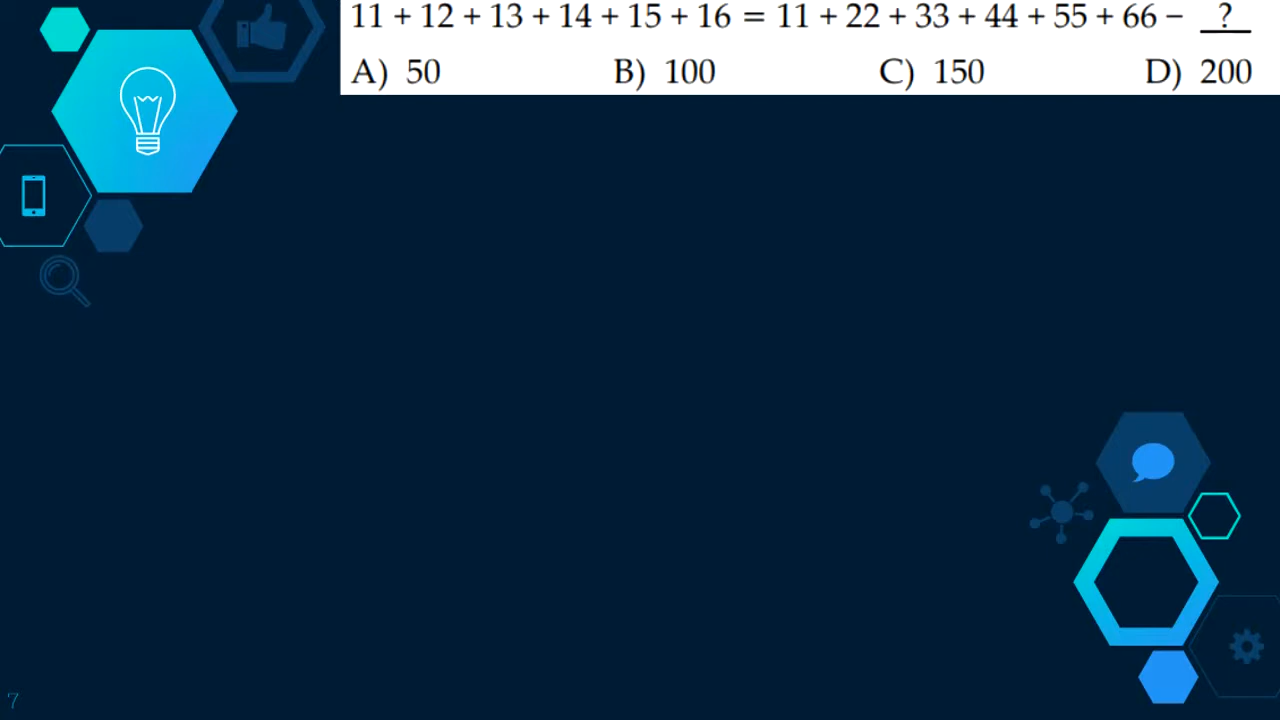 11 + 12 + 13 + 14 + 15 + 16 = 11 + 22 + 33 + 44 + 55 + 66 − ?
A) 50 B) 100 C) 150 D) 200
7